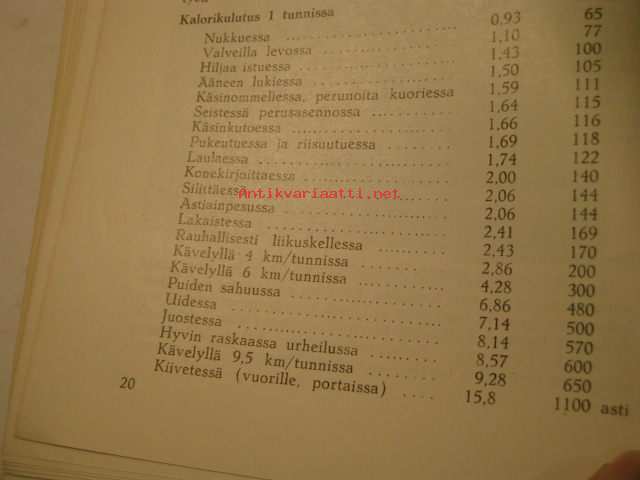 Kalorikulutus 1 tunnissa
Nukkuessa .................... 0,93 65
Valveilla levossa .................... 1,10 77
Hiljaa istuessa .................... 1,43 100
Ääneen lukiessa .................... 1,50 105
Käsinommellessa, perunoita kuoriessa 1,59 111
Seistessä perusasennossa .............. 1,64 115
Käsinkutoessa .................... 1,66 116
Pukeutuessa ja riisuutuessa .......... 1,69 118
Laulaessa .................... 1,74 122
Konekirjoittaessa .................... 2,00 140
Silittäessä .................... 2,06 144
Astiainpesussa .................... 2,06 144
Lakaistessa .................... 2,41 169
Rauhallisesti liikuskellessa .......... 2,43 170
Kävelyllä 4 km/tunnissa ........ 2,86 200
Kävelyllä 6 km/tunnissa .......... 4,28 300
Puiden sahuussa .................... 6,86 480
Uidessa .................... 7,14 500
Juostessa .................... 8,14 570
Hyvin raskaassa urheilussa .......... 8,57 600
Kävelyllä 9,5 km/tunnissa ........ 9,28 650
Kiivetessä (vuorille, portaissa) .... 15,8 1100 asti
20
Antikvariaatti.net